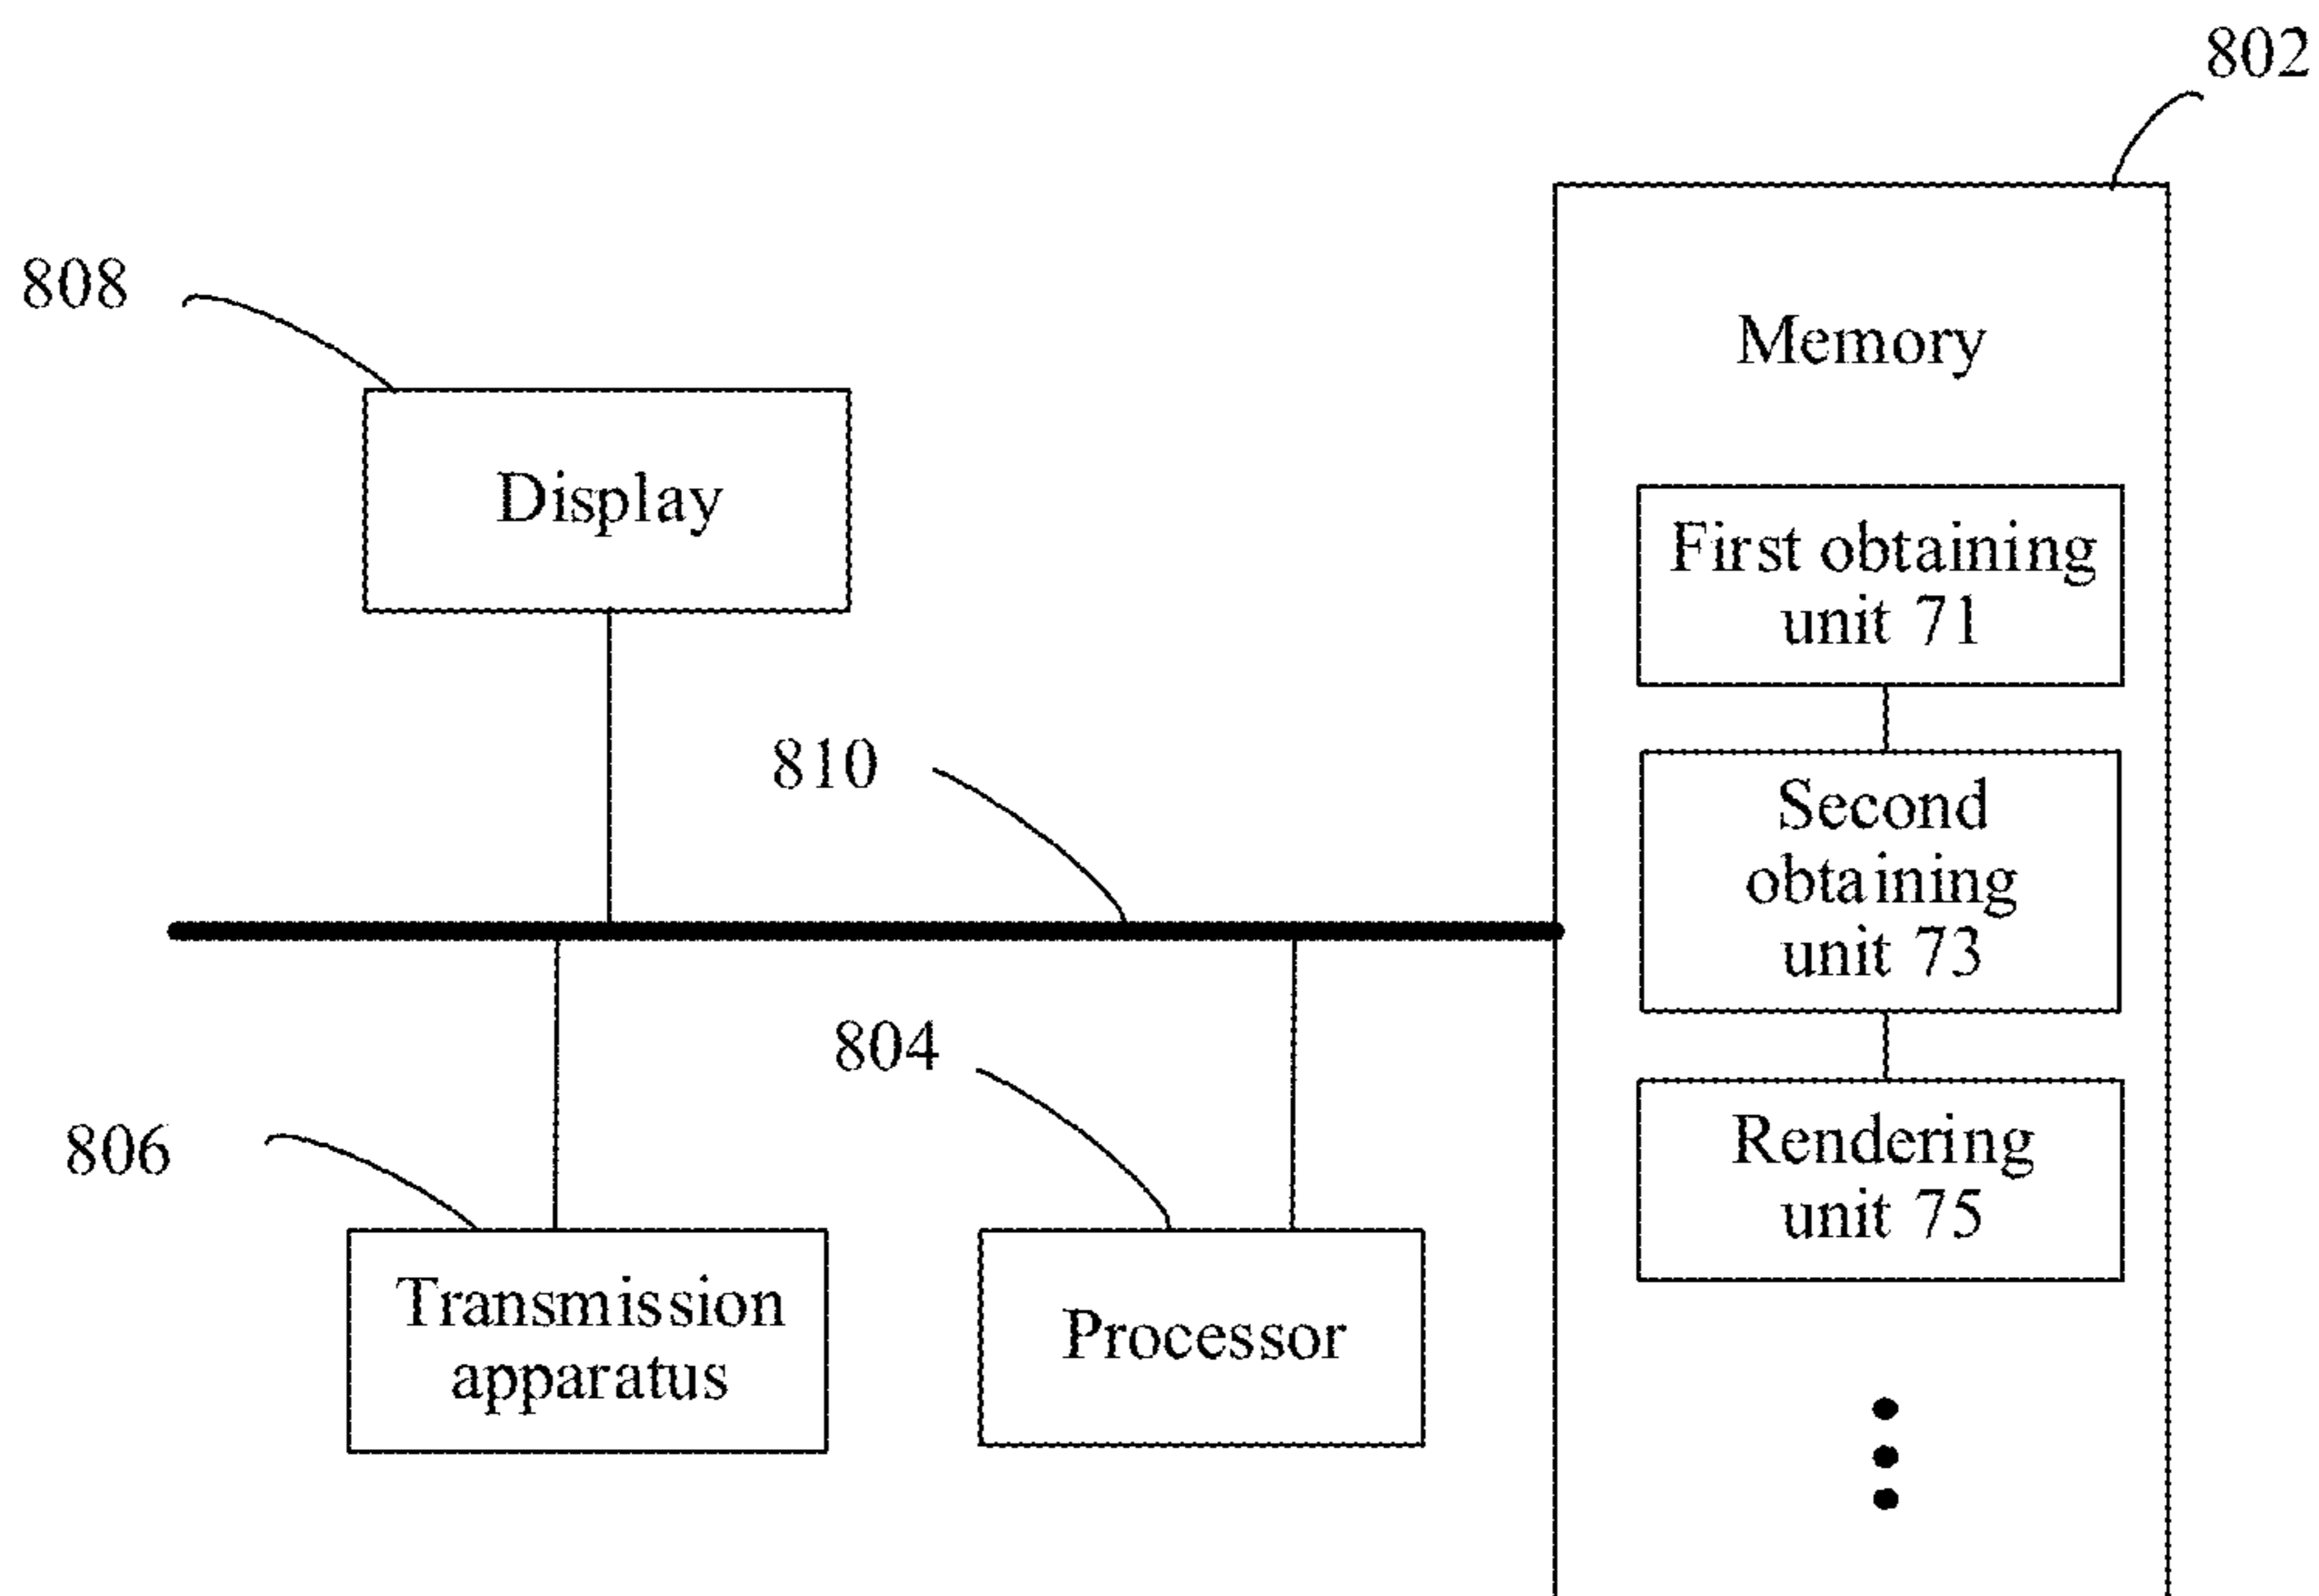 802
808
Memory
Display
First obtaining
unit 71
810
Second
obtaining
unit 73
804
806
Rendering
unit 75
Transmission
apparatus
Processor